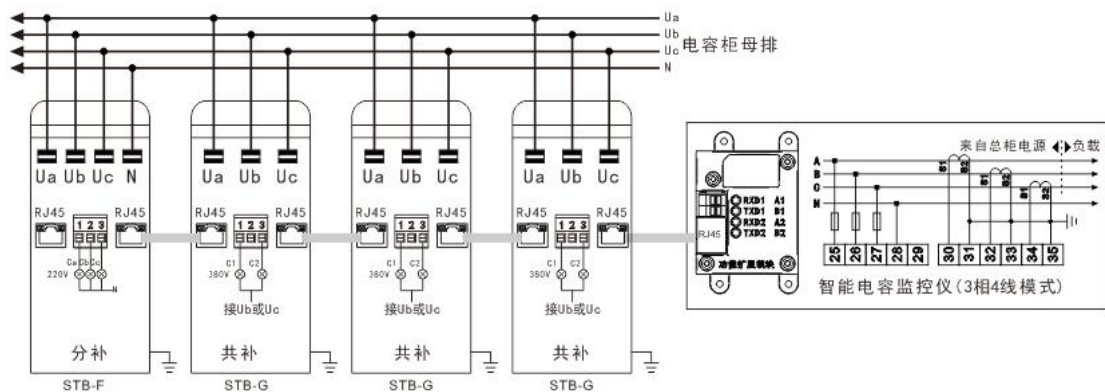 Ua
Ub
Uc
N
电容柜母排
Ua Ub Uc N
Ua Ub Uc
Ua Ub Uc
Ua Ub Uc
RJ45 1 2 3 RJ45
RJ45 1 2 3 RJ45
RJ45 1 2 3 RJ45
RJ45 1 2 3 RJ45
Ca Cb Cc
220V
N
C1 C2
380V
接Ub或Uc
C1 C2
380V
接Ub或Uc
C1 C2
380V
接Ub或Uc
分补
共补
共补
共补
STB-F
STB-G
STB-G
STB-G
RJ45
RXD1 A1
TXD1 B1
RXD2 A2
TXD2 B2
功能扩展模块
来自总柜电源 负载
A
B
C
N
S1 S2
S1 S2
S1 S2
25 26 27 28 29 30 31 32 33 34 35
智能电容监控仪(3相4线模式)